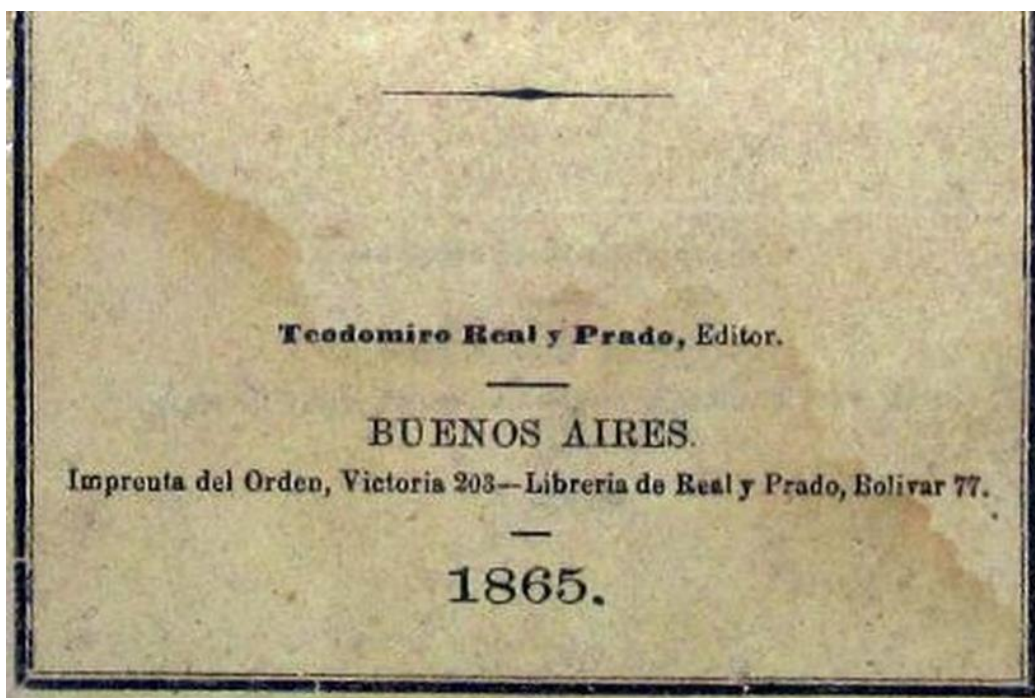 Teodomiro Real y Prado, Editor.
BUENOS AIRES.
Imprenta del Orden, Victoria 203—Libreria de Real y Prado, Bolivar 77.
1865.